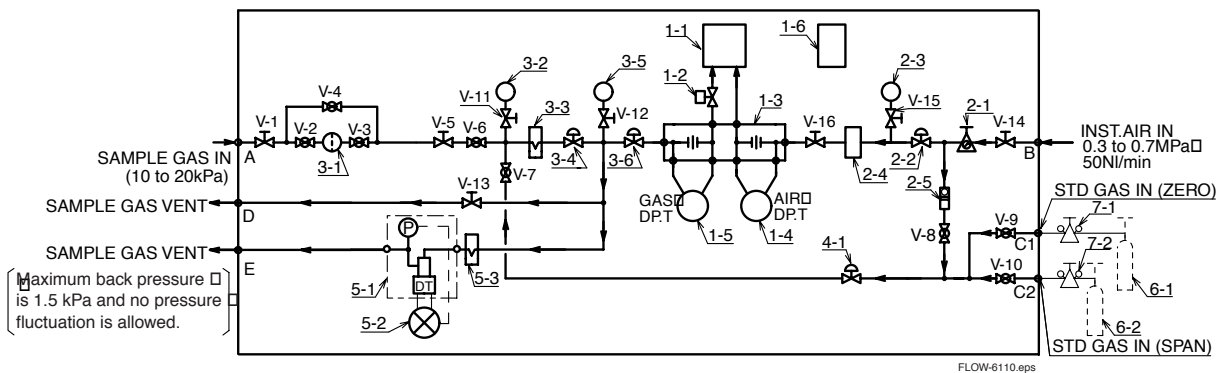 1-1
1-6
3-2
3-5
1-2
2-3
V-4
V-11
3-3
V-12
1-3
V-15
2-1
V-1
V-2
V-3
V-5
V-6
V-16
V-14
A
3-1
3-4
3-6
2-2
B
INST.AIR IN
SAMPLE GAS IN
(10 to 20kPa)
0.3 to 0.7MPa□
50Nl/min
V-7
2-4
2-5
V-13
GAS□
DP.T
AIR□
DP.T
STD GAS IN (ZERO)
SAMPLE GAS VENT
D
V-9
7-1
P
1-5
1-4
4-1
V-8
C1
7-2
SAMPLE GAS VENT
E
V-10
C2
5-3
5-1
DT
6-1
Maximum back pressure □
is 1.5 kPa and no pressure □
fluctuation is allowed.
5-2
6-2
STD GAS IN (SPAN)
FLOW-6110.eps